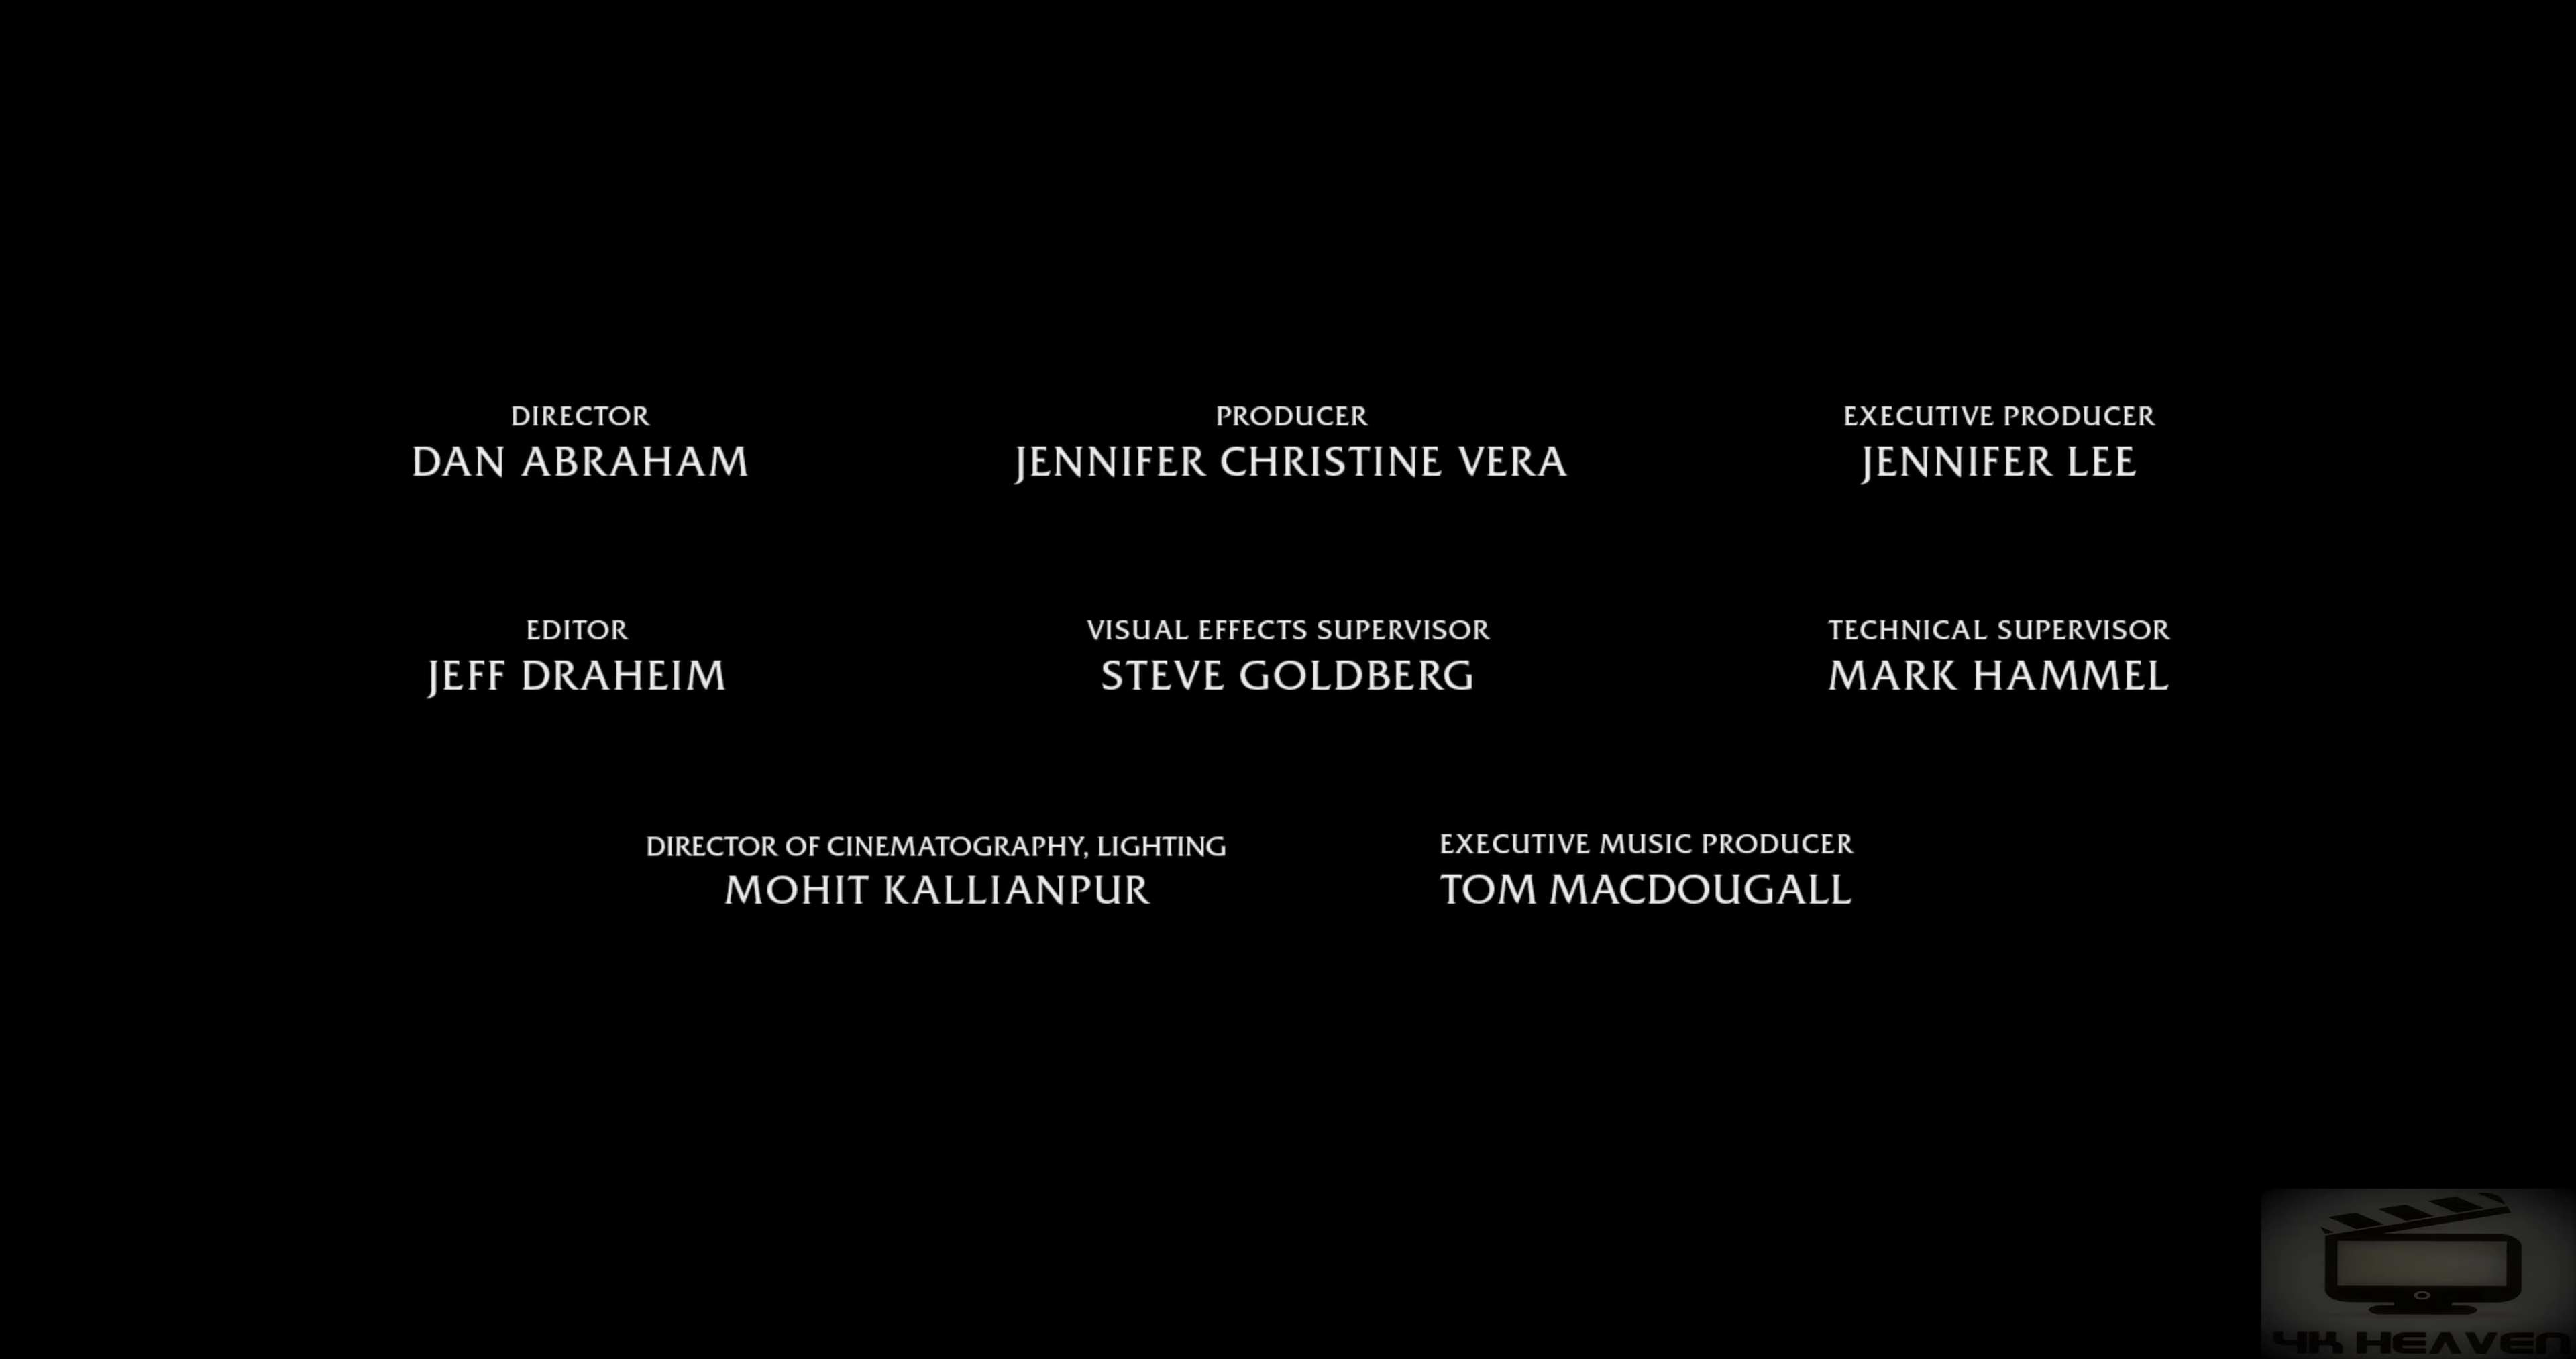 DIRECTOR
DAN ABRAHAM
PRODUCER
JENNIFER CHRISTINE VERA
EXECUTIVE PRODUCER
JENNIFER LEE
EDITOR
JEFF DRAHEIM
VISUAL EFFECTS SUPERVISOR
STEVE GOLDBERG
TECHNICAL SUPERVISOR
MARK HAMMEL
DIRECTOR OF CINEMATOGRAPHY, LIGHTING
MOHIT KALLIANPUR
EXECUTIVE MUSIC PRODUCER
TOM MACDOUGALL
4K HEAVEN